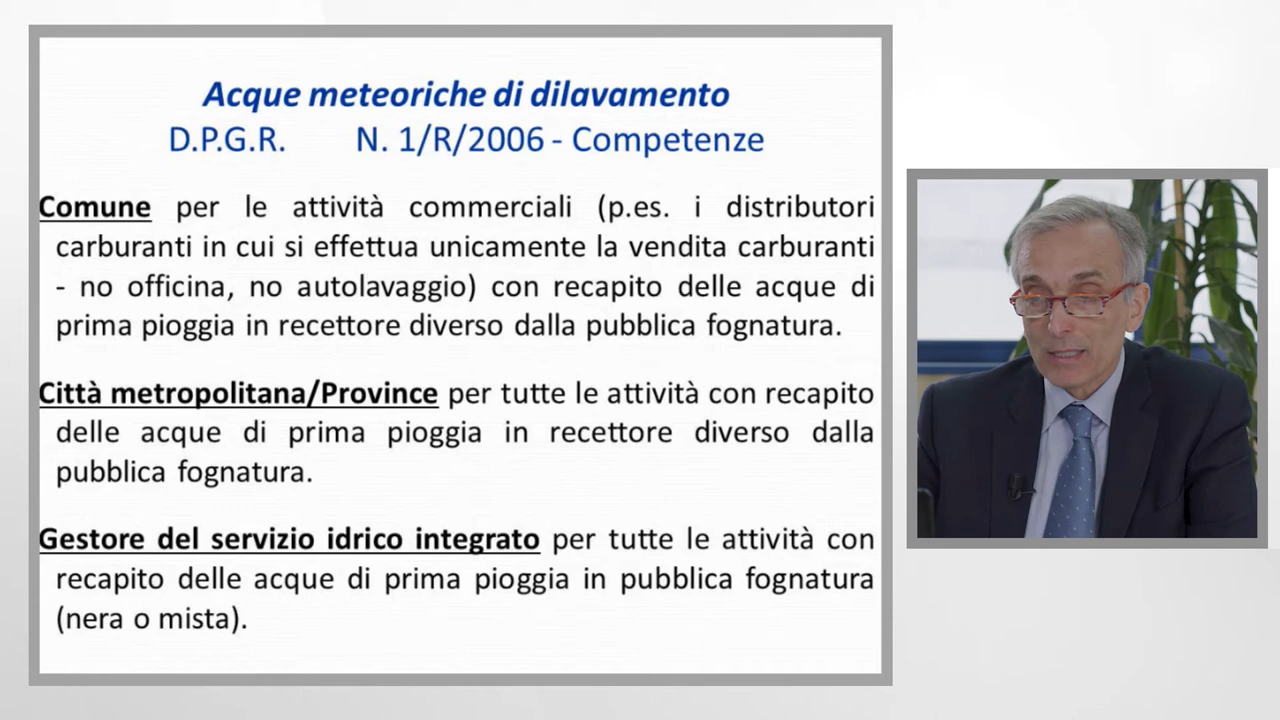 Acque meteoriche di dilavamento
D.P.G.R. N. 1/R/2006 - Competenze
Comune per le attività commerciali (p.es. i distributori
carburanti in cui si effettua unicamente la vendita carburanti
- no officina, no autolavaggio) con recapito delle acque di
prima pioggia in recettore diverso dalla pubblica fognatura.
Città metropolitana/Province per tutte le attività con recapito
delle acque di prima pioggia in recettore diverso dalla
pubblica fognatura.
Gestore del servizio idrico integrato per tutte le attività con
recapito delle acque di prima pioggia in pubblica fognatura
(nera o mista).